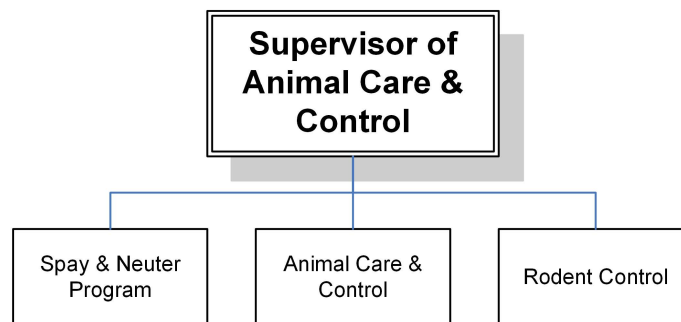 Supervisor of
Animal Care &
Control
Spay & Neuter
Program
Animal Care &
Control
Rodent Control